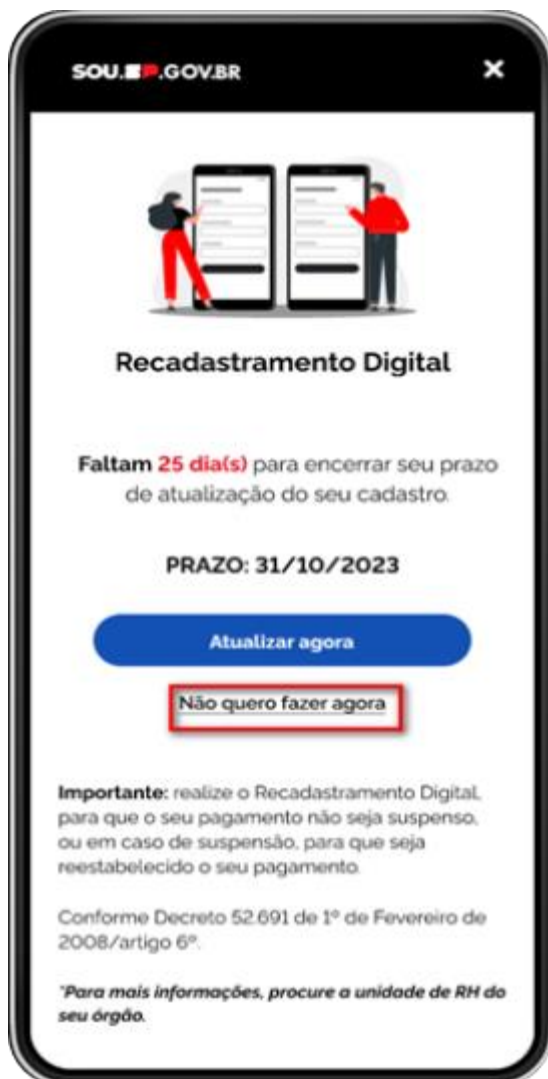 SOU.SP.GOV.BR
Recadastramento Digital
Faltam 25 dia(s) para encerrar seu prazo
de atualização do seu cadastro.
PRAZO: 31/10/2023
Atualizar agora
Não quero fazer agora
Importante: realize o Recadastramento Digital,
para que o seu pagamento não seja suspenso,
ou em caso de suspensão, para que seja
reestabelecido o seu pagamento.
Conforme Decreto 52.691 de 1º de Fevereiro de
2008/artigo 6º.
*Para mais informações, procure a unidade de RH do
seu órgão.